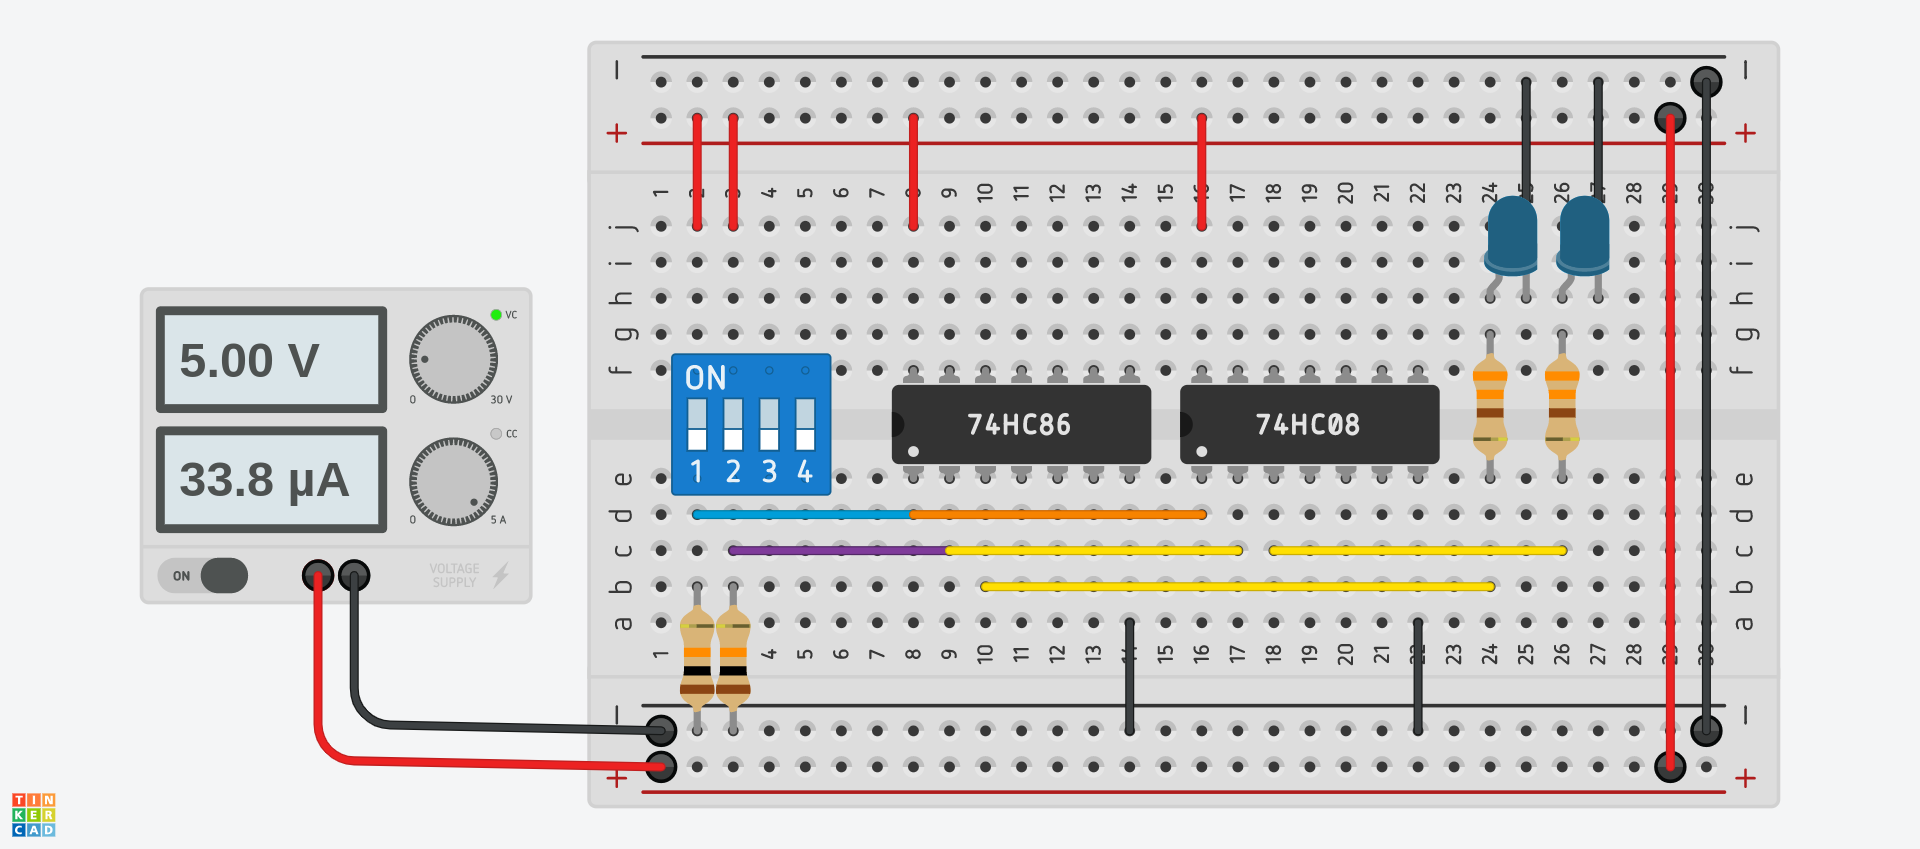 5.00 V
VC
0
30 V
33.8 µA
CC
0
5 A
ON
VOLTAGE
SUPPLY
− −
+ +
1 2 3 4 5 6 7 8 9 10 11 12 13 14 15 16 17 18 19 20 21 22 23 24 25 26 27 28 29 30
j j
i i
h h
g g
f f
ON
1 2 3 4
74HC86
74HC08
e e
d d
c c
b b
a a
1 4 5 6 7 8 9 10 11 12 13 14 15 16 17 18 19 20 21 22 23 24 25 26 27 28 29 30
− −
+ +
TIN
KER
CAD